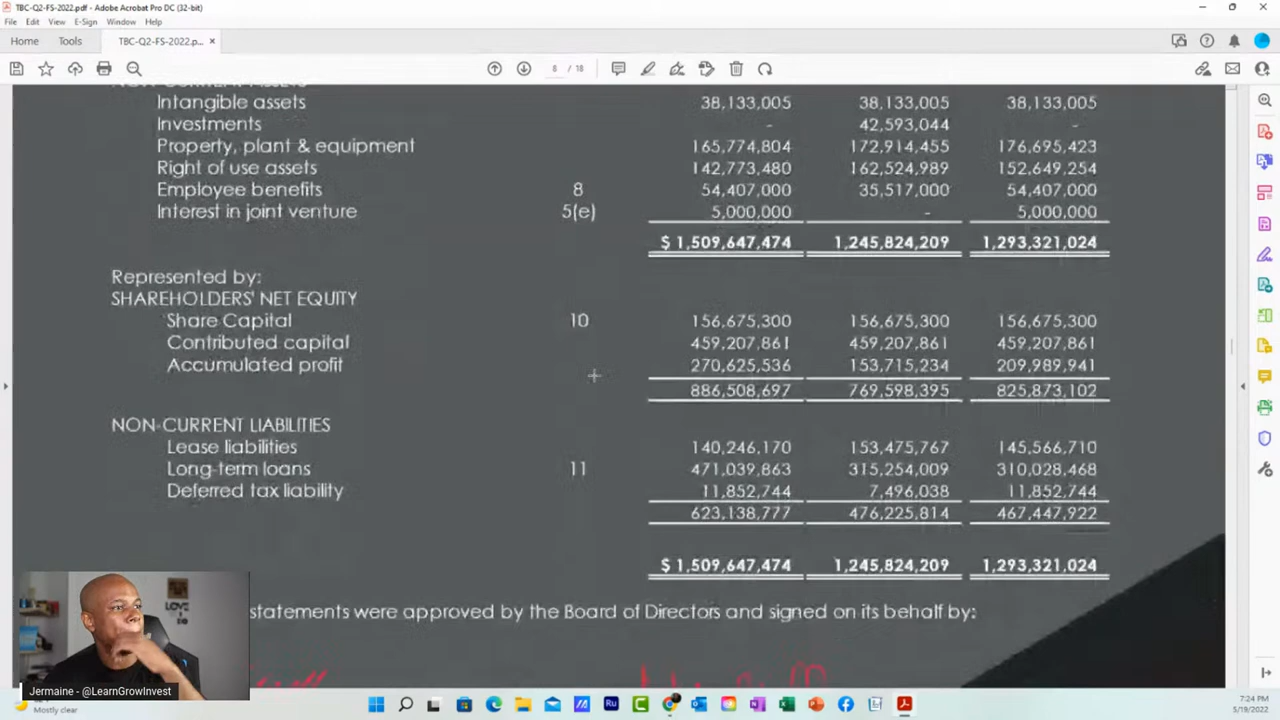 TBC-Q2-FS-2022.pdf - Adobe Acrobat Pro DC (32-bit)
File Edit View E-Sign Window Help
Home Tools TBC-Q2-FS-2022.p... ×
8 / 18
NON-CURRENT ASSETS
Intangible assets 38,133,005 38,133,005 38,133,005
Investments - 42,593,044 -
Property, plant & equipment 165,774,804 172,914,455 176,695,423
Right of use assets 142,773,480 162,524,989 152,649,254
Employee benefits 8 54,407,000 35,517,000 54,407,000
Interest in joint venture 5(e) 5,000,000 - 5,000,000
$ 1,509,647,474 1,245,824,209 1,293,321,024
Represented by:
SHAREHOLDERS' NET EQUITY
Share Capital 10 156,675,300 156,675,300 156,675,300
Contributed capital 459,207,861 459,207,861 459,207,861
Accumulated profit 270,625,536 153,715,234 209,989,941
886,508,697 769,598,395 825,873,102
NON-CURRENT LIABILITIES
Lease liabilities 140,246,170 153,475,767 145,566,710
Long-term loans 11 471,039,863 315,254,009 310,028,468
Deferred tax liability 11,852,744 7,496,038 11,852,744
623,138,777 476,225,814 467,447,922
$ 1,509,647,474 1,245,824,209 1,293,321,024
statements were approved by the Board of Directors and signed on its behalf by:
LOVE
Jermaine - @LearnGrowInvest
Mostly clear
7:24 PM
5/19/2022